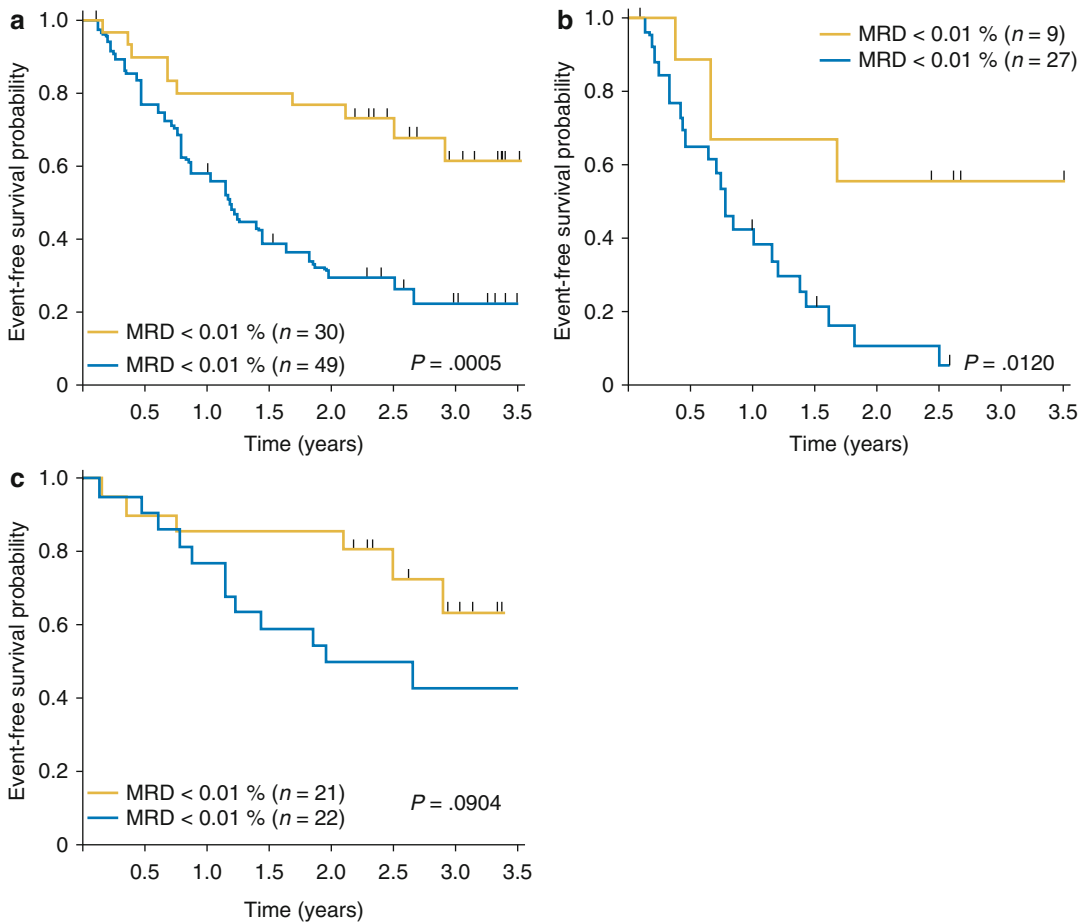 a
Event-free survival probability
1.0
0.8
0.6
0.4
0.2
0
MRD < 0.01 % (n = 30)
MRD < 0.01 % (n = 49)
P = .0005
0.5 1.0 1.5 2.0 2.5 3.0 3.5
Time (years)
b
Event-free survival probability
1.0
0.8
0.6
0.4
0.2
0
MRD < 0.01 % (n = 9)
MRD < 0.01 % (n = 27)
P = .0120
0.5 1.0 1.5 2.0 2.5 3.0 3.5
Time (years)
c
Event-free survival probability
1.0
0.8
0.6
0.4
0.2
0
MRD < 0.01 % (n = 21)
MRD < 0.01 % (n = 22)
P = .0904
0.5 1.0 1.5 2.0 2.5 3.0 3.5
Time (years)